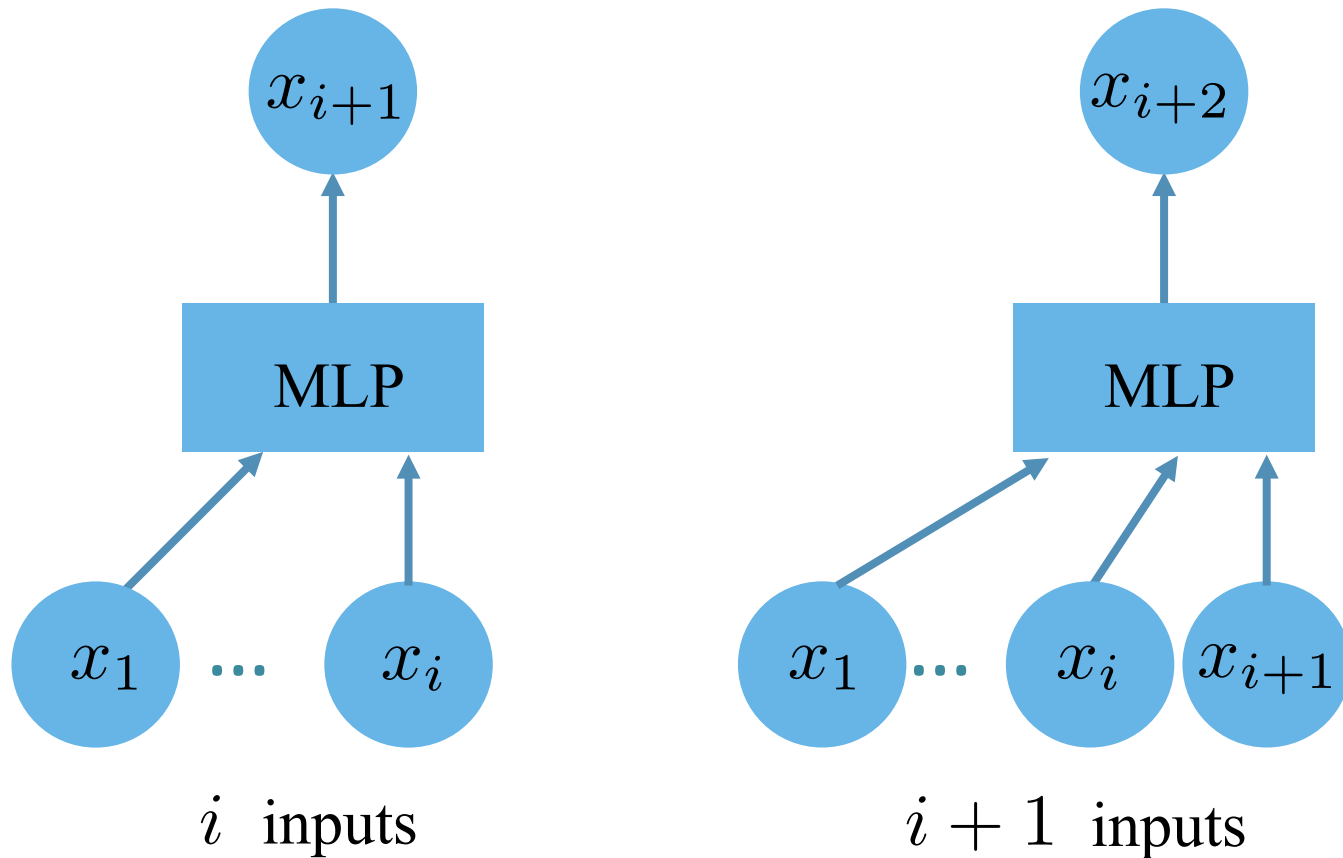 x_{i+1}
x_{i+2}
MLP
MLP
x_1 ... x_i
x_1 ... x_i x_{i+1}
i inputs
i + 1 inputs